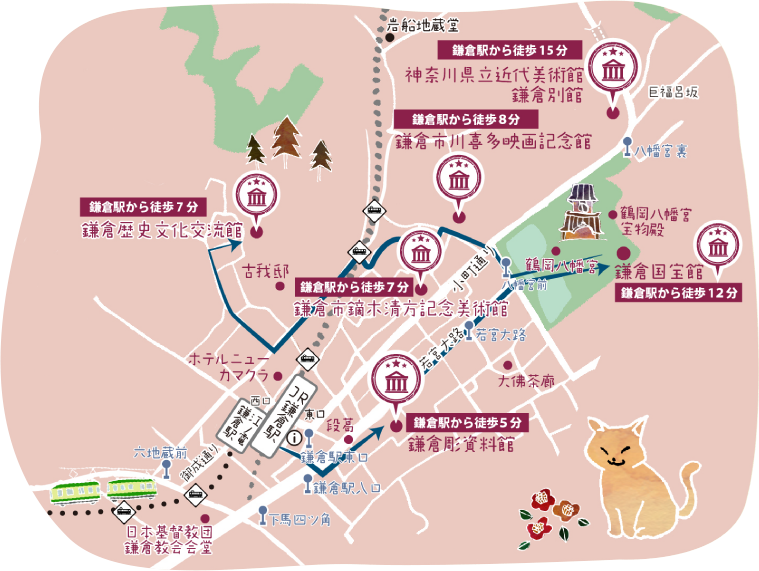 岩船地蔵堂
鎌倉駅から徒歩15分
神奈川県立近代美術館
鎌倉別館
巨福呂坂
鎌倉駅から徒歩8分
鎌倉市川喜多映画記念館
八幡宮裏
鎌倉駅から徒歩7分
鎌倉歴史文化交流館
鶴岡八幡宮
宝物殿
小町通り
鶴岡八幡宮
鎌倉国宝館
古我邸
八幡宮前
鎌倉駅から徒歩7分
鎌倉市鏑木清方記念美術館
鎌倉駅から徒歩12分
若宮大路
若宮大路
ホテルニュー
カマクラ
大佛茶廊
西口
江ノ電
鎌倉駅
JR鎌倉駅
東口
段葛
鎌倉駅から徒歩5分
鎌倉彫資料館
六地蔵前
御成通り
鎌倉駅東口
鎌倉駅入口
下馬四ツ角
日本基督教団
鎌倉教会会堂